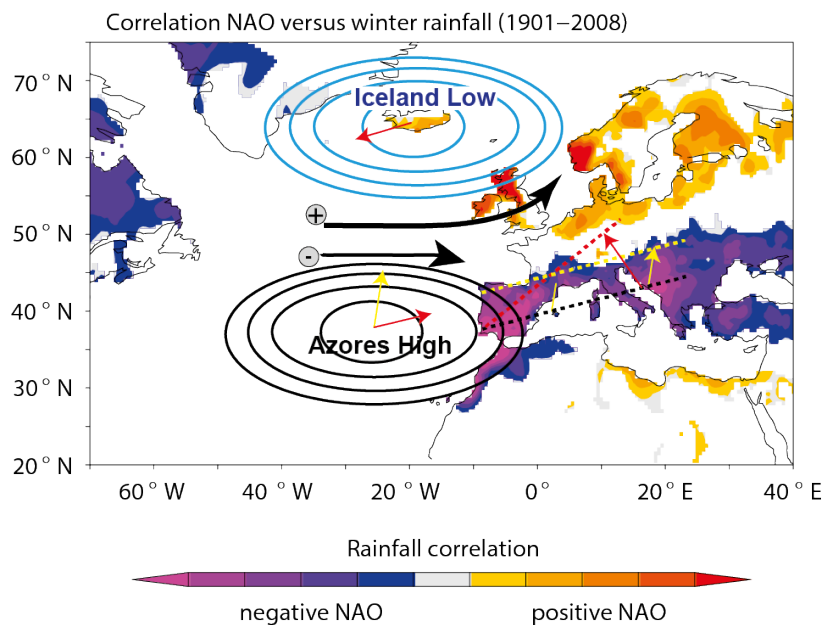 Correlation NAO versus winter rainfall (1901–2008)
70° N
60° N
50° N
40° N
30° N
20° N
Iceland Low
+
-
Azores High
60° W
40° W
20° W
0°
20° E
40° E
Rainfall correlation
negative NAO
positive NAO